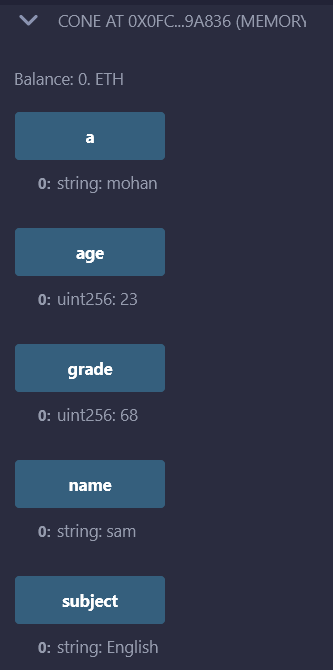 CONE AT 0X0FC...9A836 (MEMORY
Balance: 0. ETH
a
0: string: mohan
age
0: uint256: 23
grade
0: uint256: 68
name
0: string: sam
subject
0: string: English